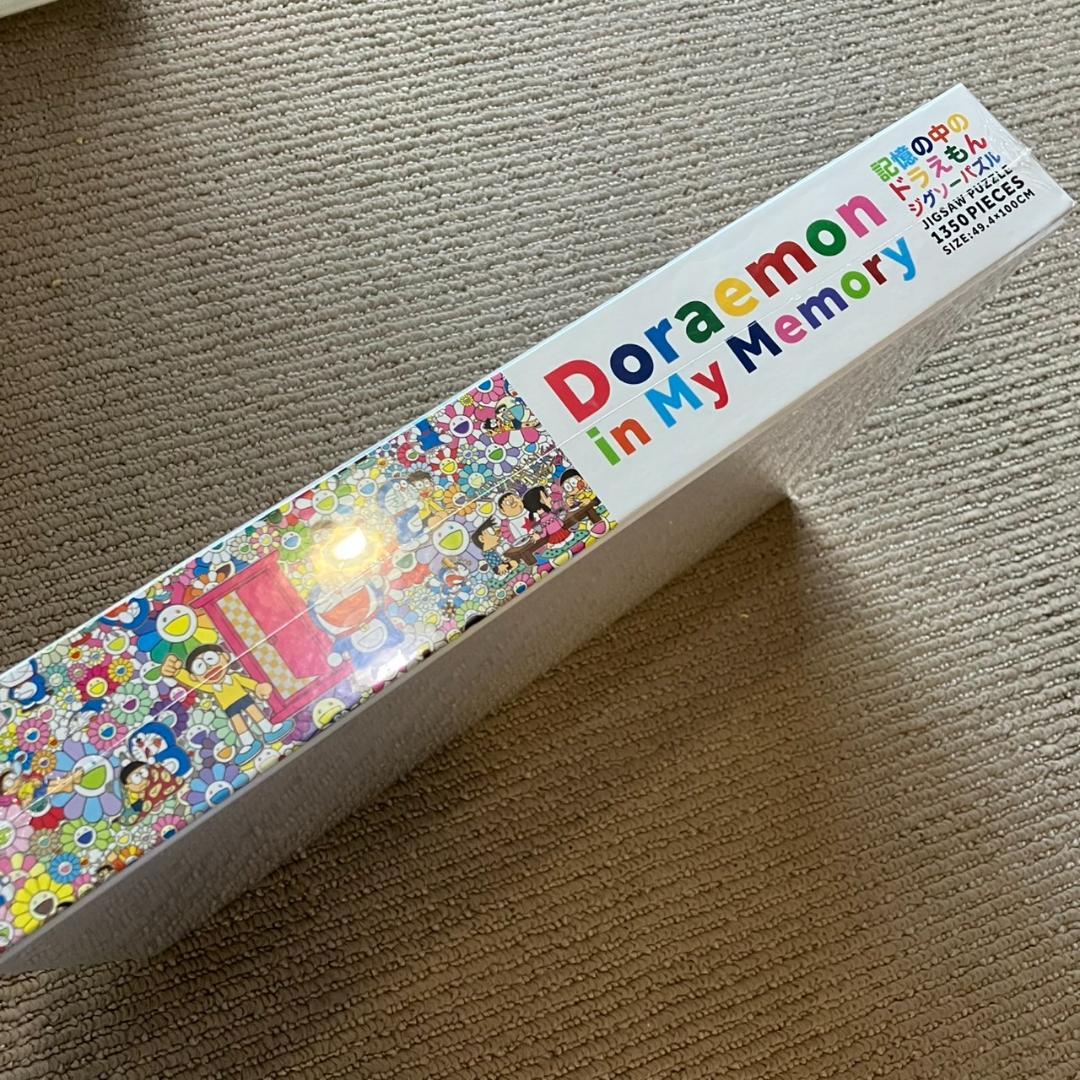 Doraemon
in My Memory
記憶の中の
ドラえもん
ジグソーパズル
JIGSAW PUZZLE
1350PIECES
SIZE:49.4×100CM